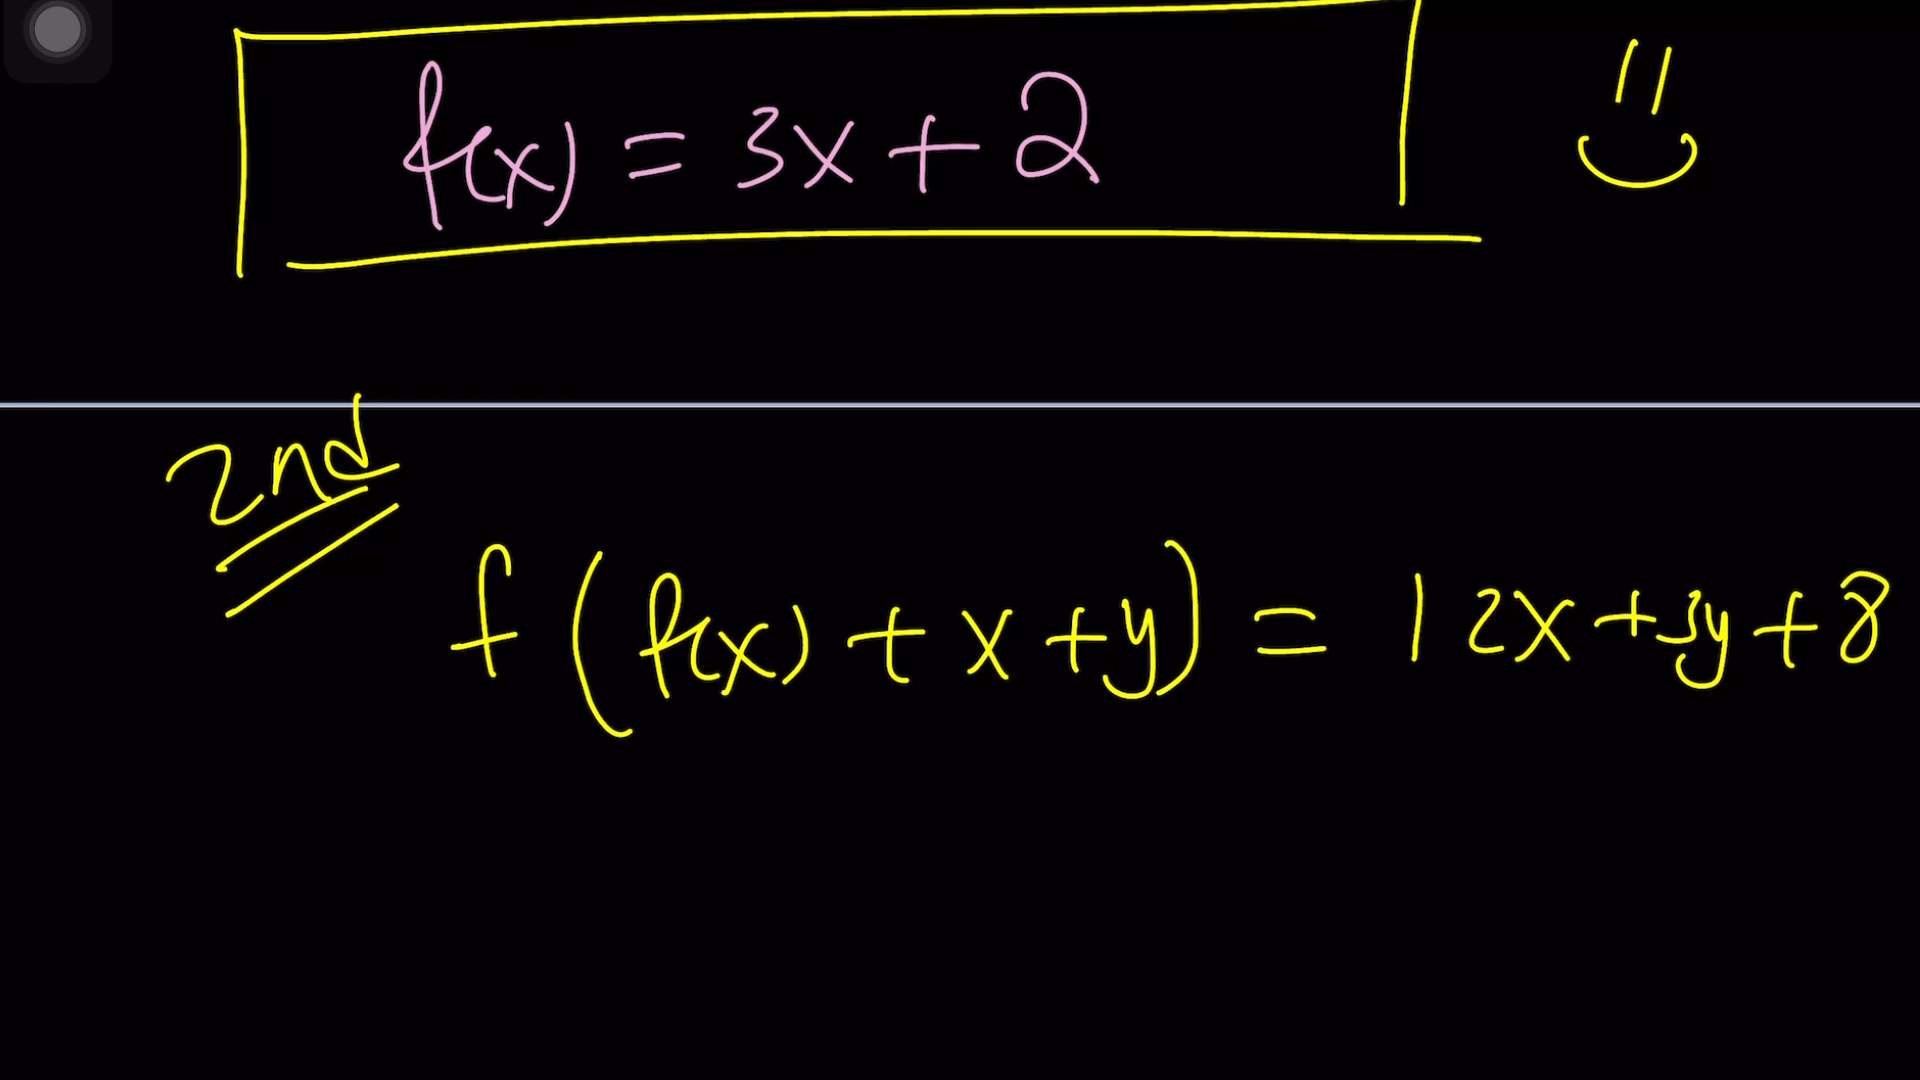 f(x) = 3x + 2
2nd
f(f(x) + x + y) = 12x + 3y + 8